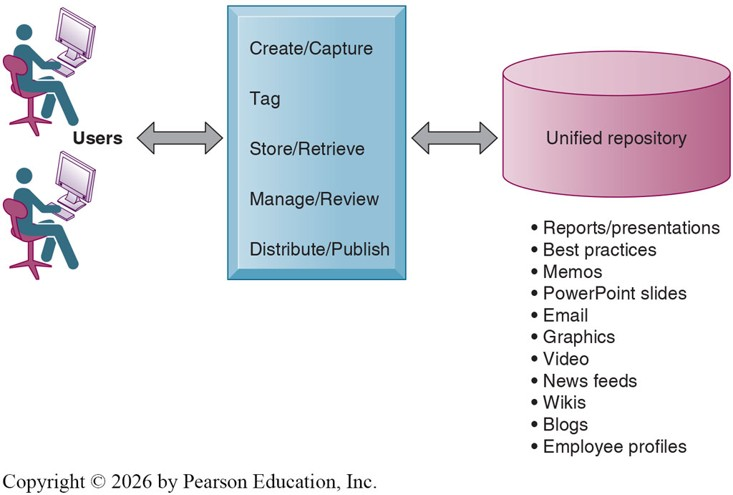 Users
Create/Capture
Tag
Store/Retrieve
Manage/Review
Distribute/Publish
Unified repository
• Reports/presentations
• Best practices
• Memos
• PowerPoint slides
• Email
• Graphics
• Video
• News feeds
• Wikis
• Blogs
• Employee profiles
Copyright © 2026 by Pearson Education, Inc.